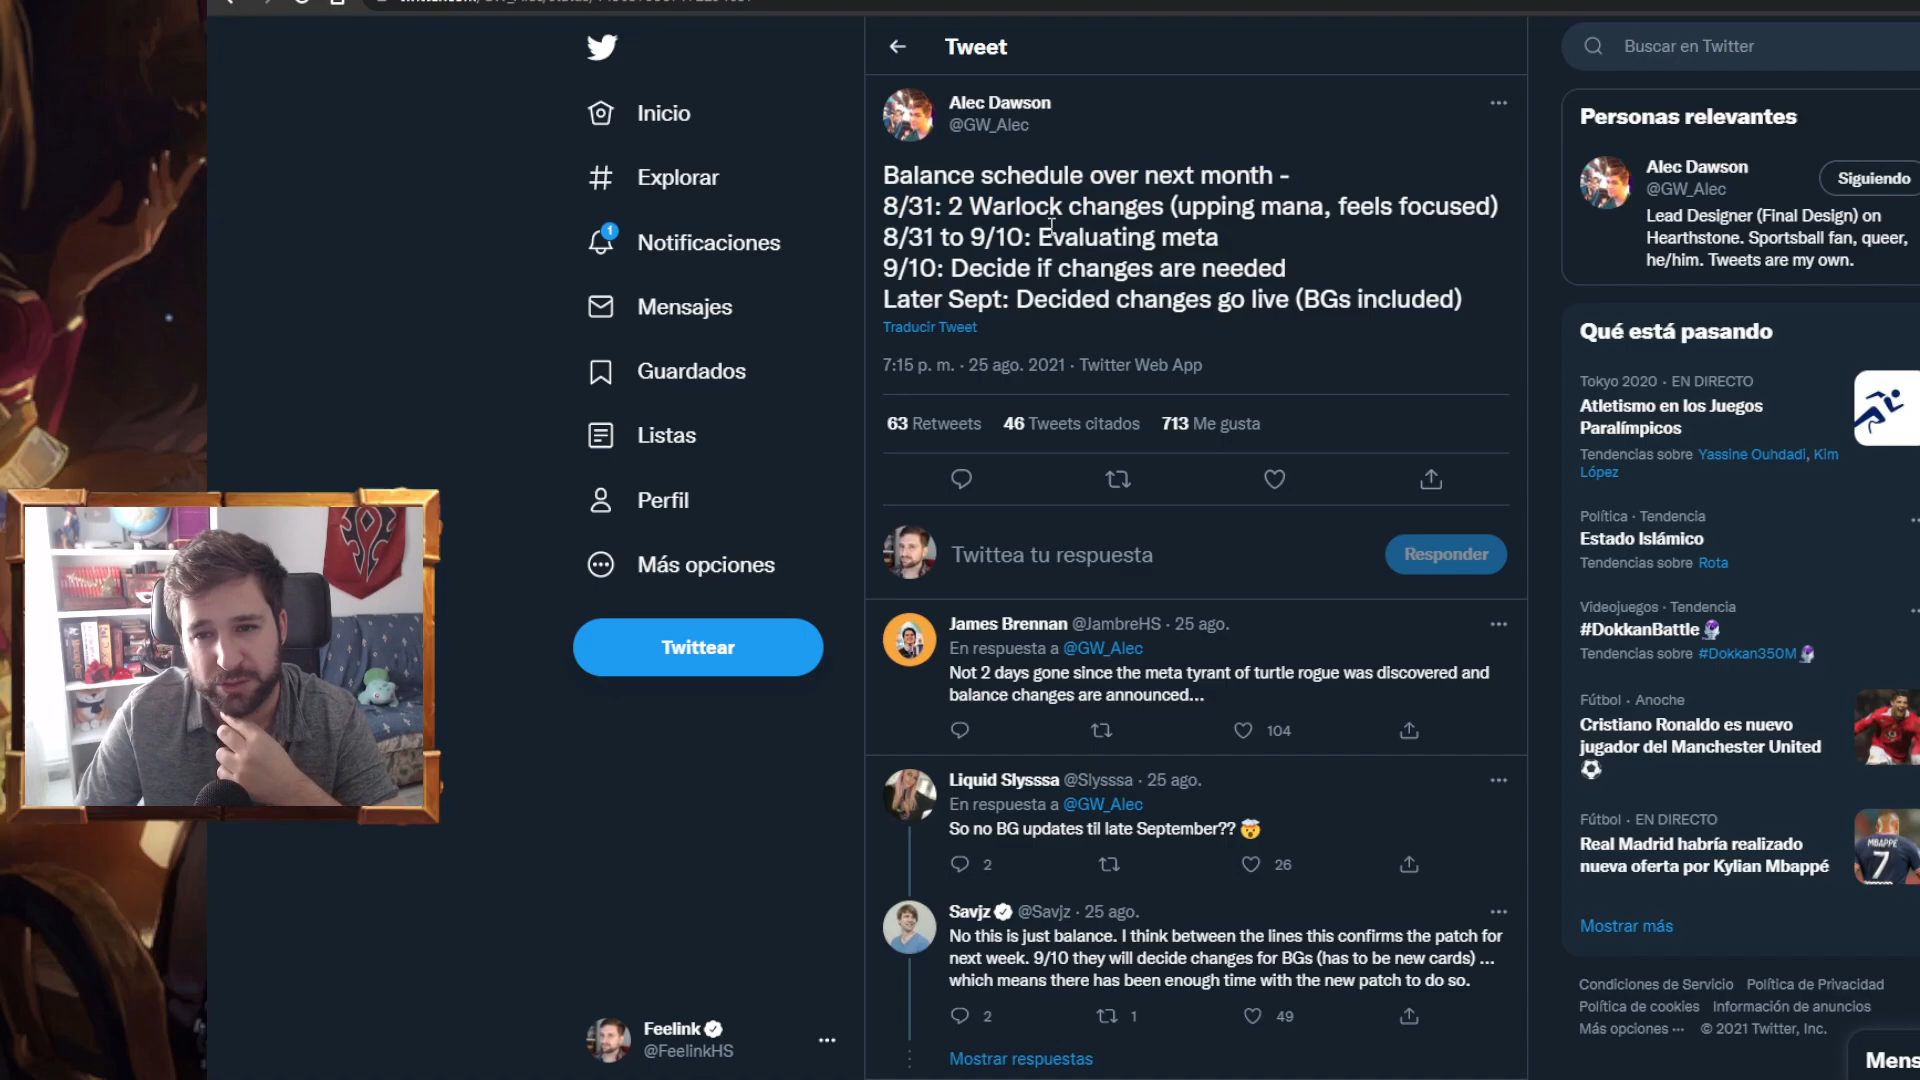 Inicio
Explorar
1
Notificaciones
Mensajes
Guardados
Listas
Perfil
Más opciones
Twittear
Feelink
@FeelinkHS
Tweet
Alec Dawson
@GW_Alec
Balance schedule over next month -
8/31: 2 Warlock changes (upping mana, feels focused)
8/31 to 9/10: Evaluating meta
9/10: Decide if changes are needed
Later Sept: Decided changes go live (BGs included)
Traducir Tweet
7:15 p. m. · 25 ago. 2021 · Twitter Web App
63 Retweets 46 Tweets citados 713 Me gusta
Twittea tu respuesta
Responder
James Brennan @JambreHS · 25 ago.
En respuesta a @GW_Alec
Not 2 days gone since the meta tyrant of turtle rogue was discovered and
balance changes are announced...
104
Liquid Slysssa @Slysssa · 25 ago.
En respuesta a @GW_Alec
So no BG updates til late September?? 🤯
2 26
Savjz @Savjz · 25 ago.
No this is just balance. I think between the lines this confirms the patch for
next week. 9/10 they will decide changes for BGs (has to be new cards) ...
which means there has been enough time with the new patch to do so.
2 1 49
Mostrar respuestas
Buscar en Twitter
Personas relevantes
Alec Dawson
@GW_Alec
Siguiendo
Lead Designer (Final Design) on
Hearthstone. Sportsball fan, queer,
he/him. Tweets are my own.
Qué está pasando
Tokyo 2020 · EN DIRECTO
Atletismo en los Juegos
Paralímpicos
Tendencias sobre Yassine Ouhdadi, Kim
López
Política · Tendencia
Estado Islámico
Tendencias sobre Rota
Videojuegos · Tendencia
#DokkanBattle
Tendencias sobre #Dokkan350M
Fútbol · Anoche
Cristiano Ronaldo es nuevo
jugador del Manchester United
⚽
Fútbol · EN DIRECTO
Real Madrid habría realizado
nueva oferta por Kylian Mbappé
MBAPPÉ
7
Mostrar más
Condiciones de Servicio Política de Privacidad
Política de cookies Información de anuncios
Más opciones ··· © 2021 Twitter, Inc.
Mens